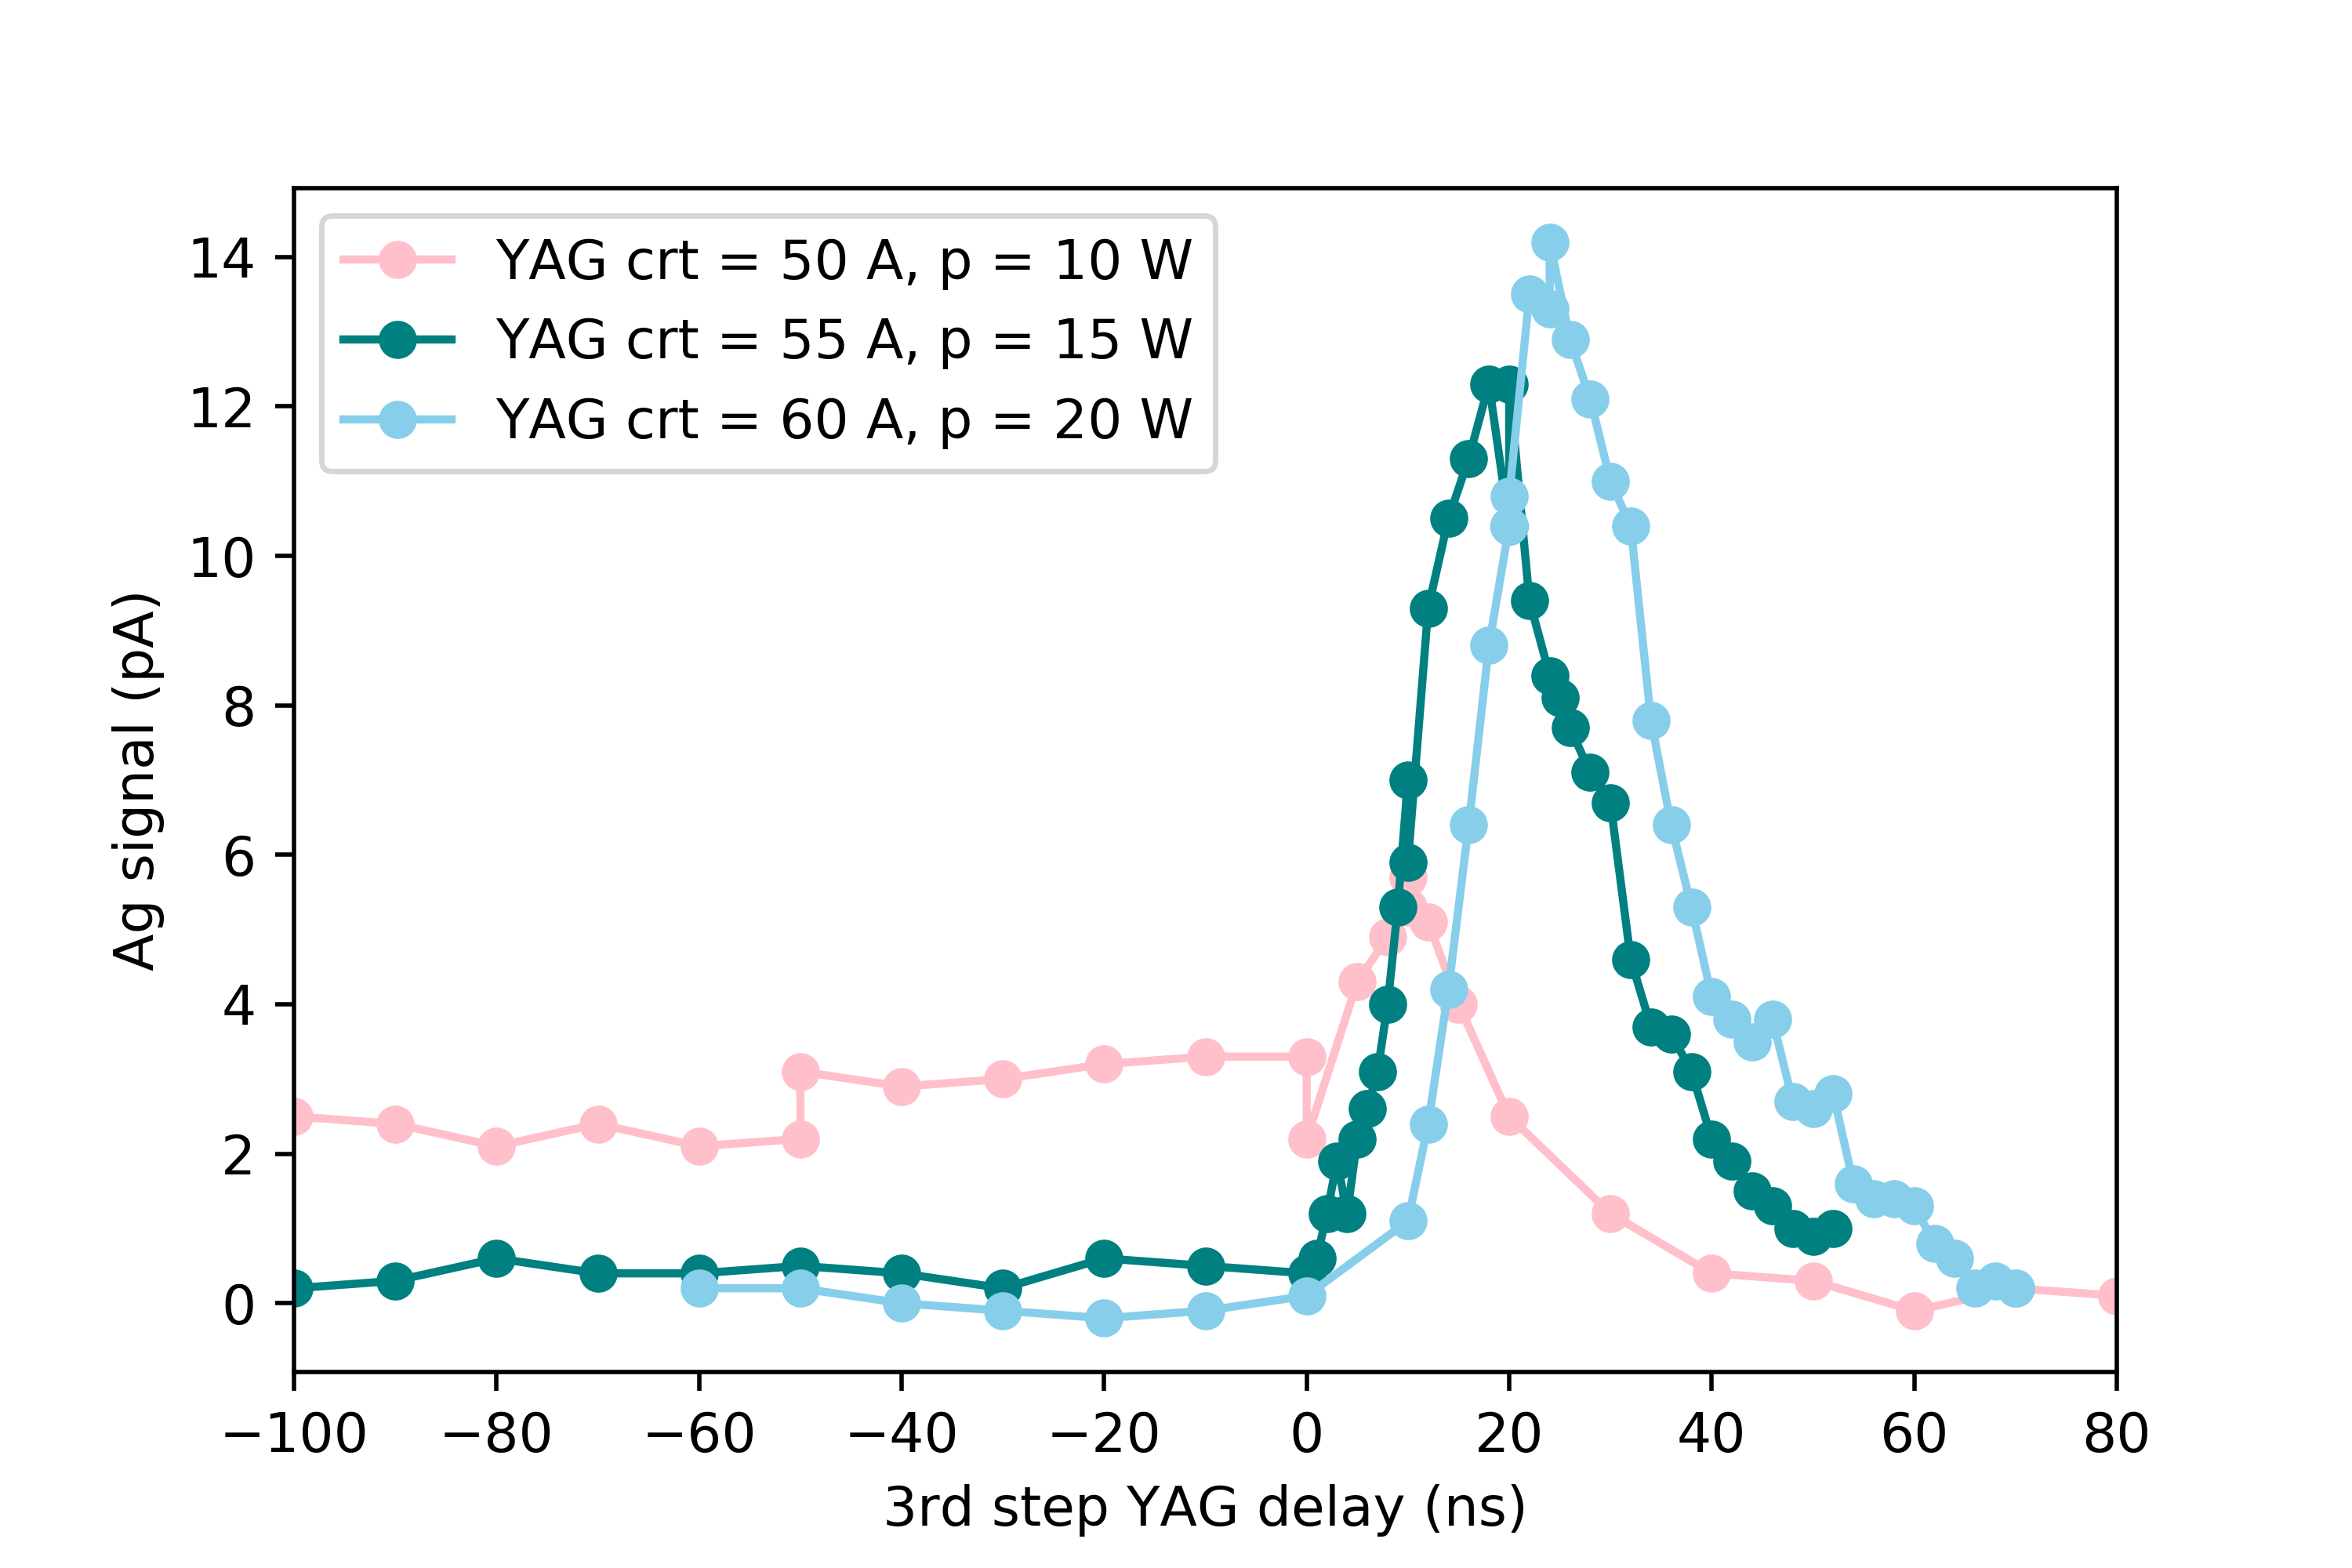 YAG crt = 50 A, p = 10 W
YAG crt = 55 A, p = 15 W
YAG crt = 60 A, p = 20 W
14
12
10
8
6
4
2
0
Ag signal (pA)
−100 −80 −60 −40 −20 0 20 40 60 80
3rd step YAG delay (ns)